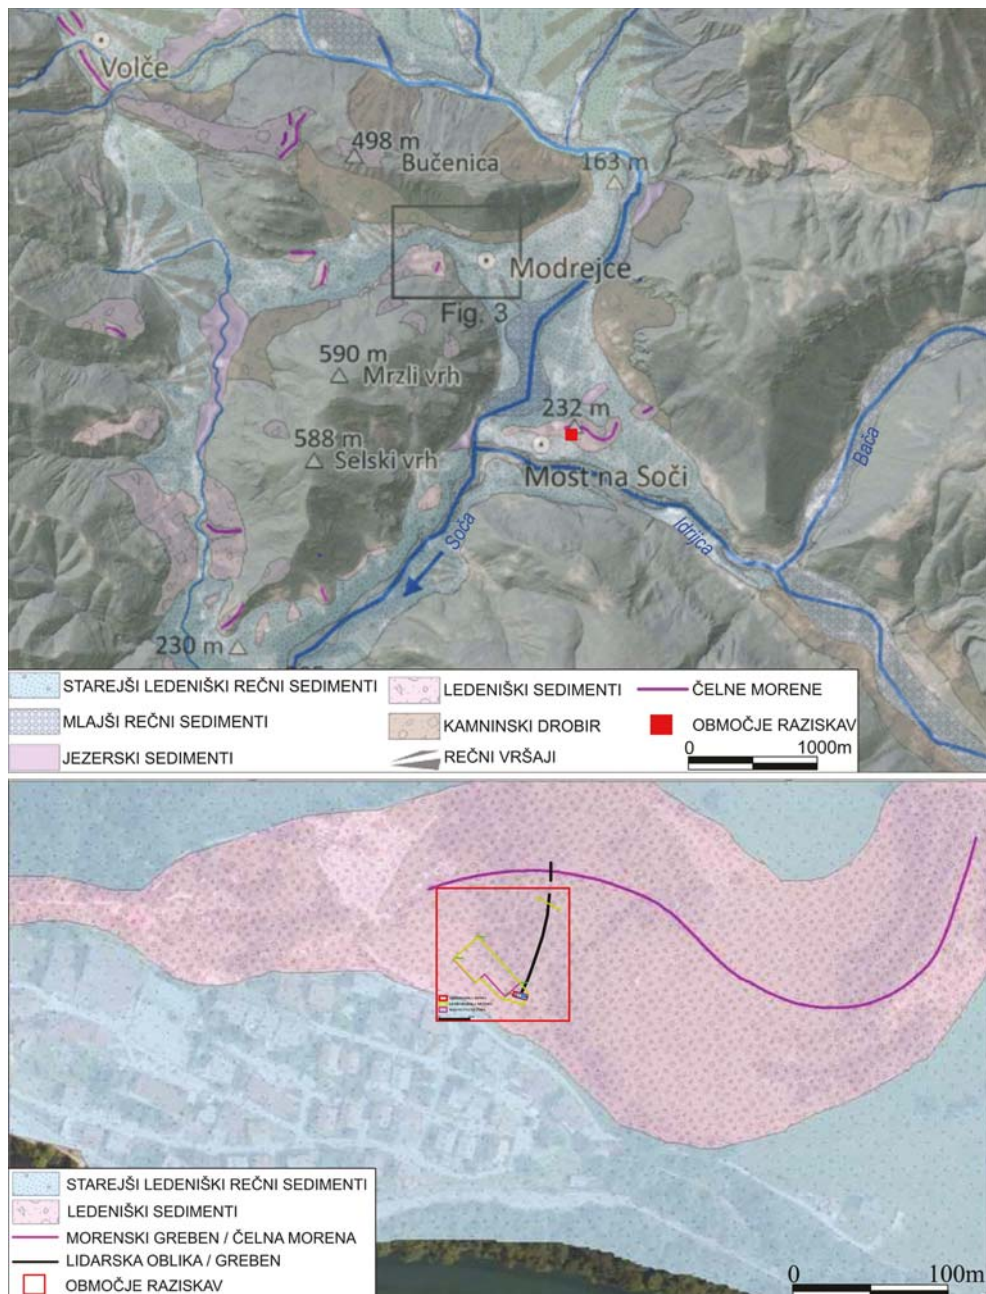 Volče
498 m
Bučenica
163 m
Modrejce
Fig. 3
590 m
Mrzli vrh
232 m
588 m
Selski vrh
Most na Soči
Bača
Idrijca
Soča
230 m
STAREJŠI LEDENIŠKI REČNI SEDIMENTI
LEDENIŠKI SEDIMENTI
ČELNE MORENE
MLAJŠI REČNI SEDIMENTI
KAMNINSKI DROBIR
OBMOČJE RAZISKAV
JEZERSKI SEDIMENTI
REČNI VRŠAJI
0 1000m
STAREJŠI LEDENIŠKI REČNI SEDIMENTI
LEDENIŠKI SEDIMENTI
MORENSKI GREBEN / ČELNA MORENA
LIDARSKA OBLIKA / GREBEN
OBMOČJE RAZISKAV
0 100m